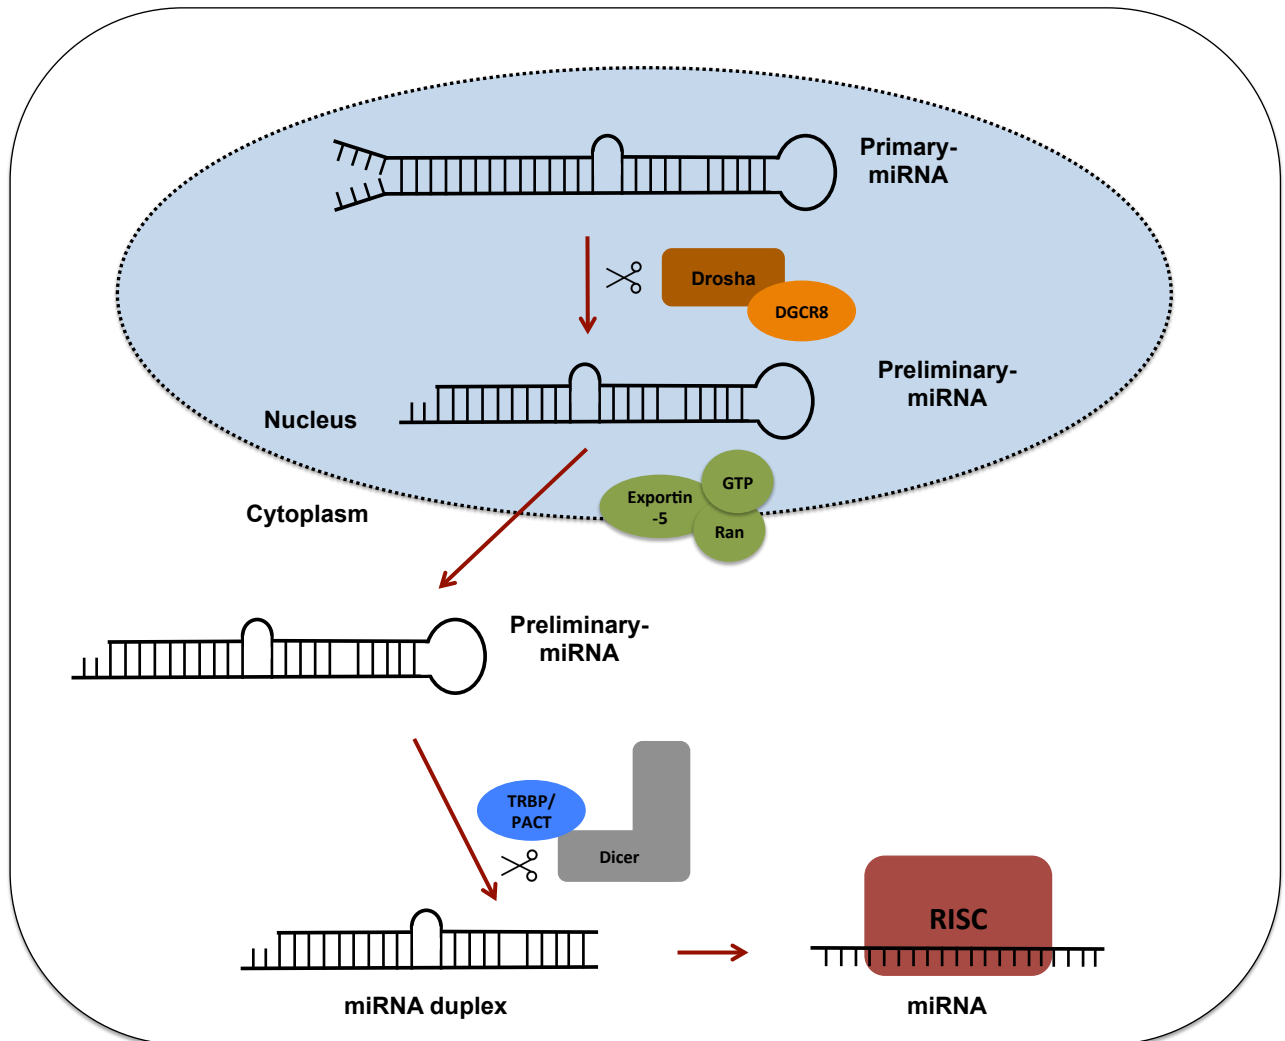 Primary-
miRNA
Drosha
DGCR8
Preliminary-
miRNA
Nucleus
GTP
Exportin
-5
Cytoplasm
Ran
Preliminary-
miRNA
TRBP/
PACT
Dicer
RISC
miRNA duplex
miRNA